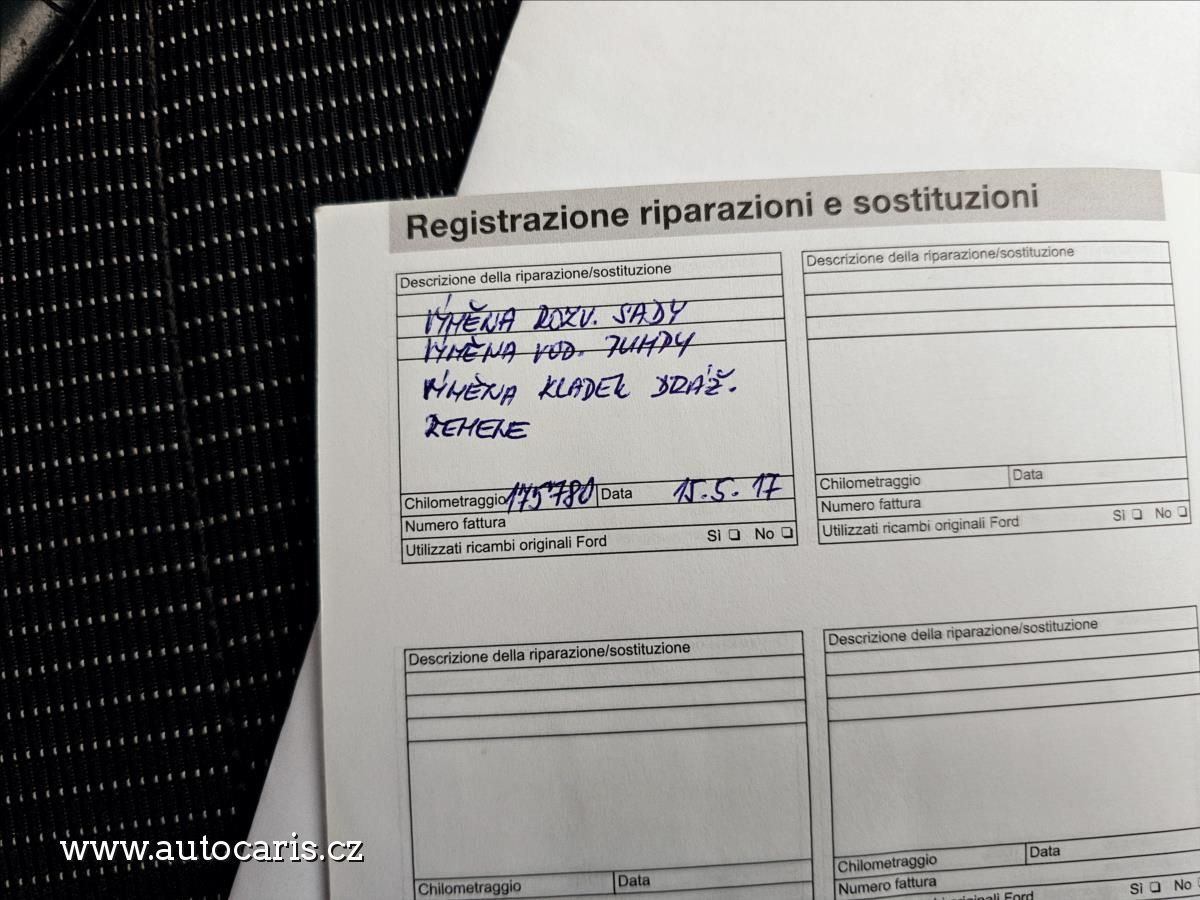 Registrazione riparazioni e sostituzioni
Descrizione della riparazione/sostituzione
VÝMĚNA ROZV. SADY
VÝMĚNA VOD. PUMPY
VÝMĚNA KLADEK DRÁŽ.
ŘEMENE
Chilometraggio 175780 Data 15.5.17
Numero fattura
Utilizzati ricambi originali Ford Sì ❑ No ❑
Descrizione della riparazione/sostituzione
Chilometraggio Data
Numero fattura
Utilizzati ricambi originali Ford Sì ❑ No ❑
Descrizione della riparazione/sostituzione
Chilometraggio Data
Descrizione della riparazione/sostituzione
Chilometraggio Data
Numero fattura
originali Ford Sì ❑ No
www.autocaris.cz